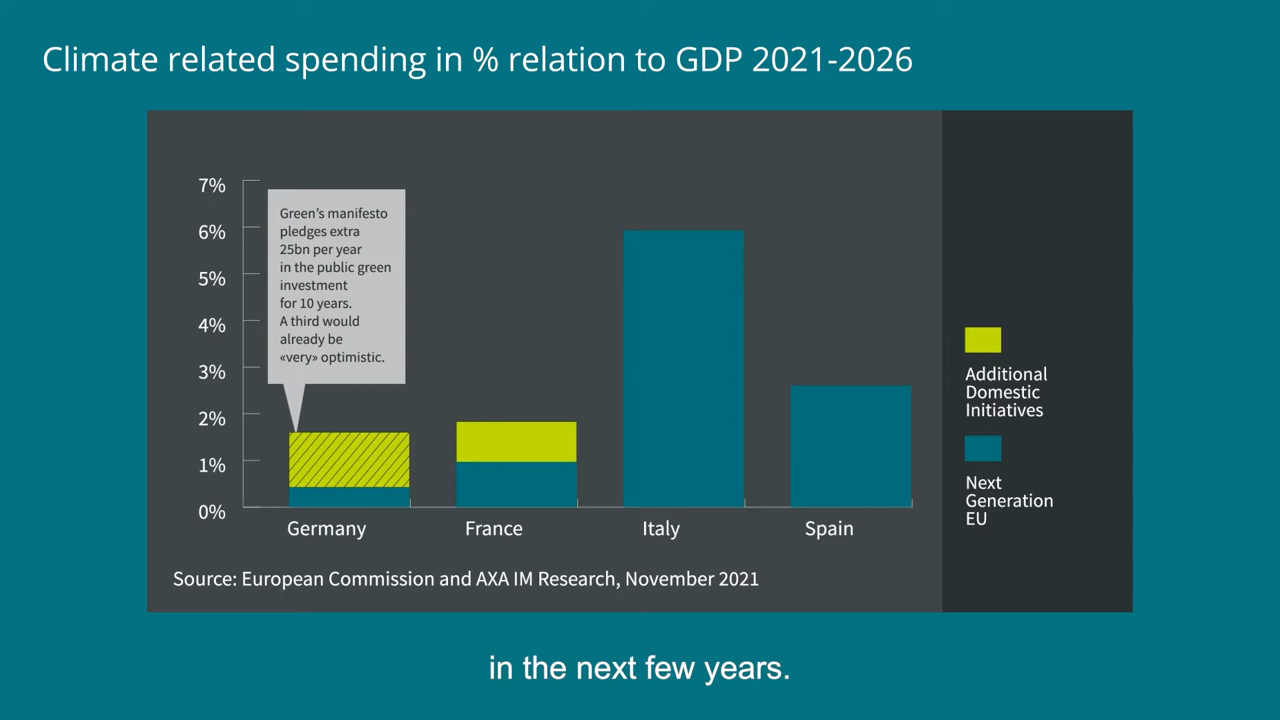 Climate related spending in % relation to GDP 2021-2026
7%
6%
5%
4%
3%
2%
1%
0%
Green's manifesto
pledges extra
25bn per year
in the public green
investment
for 10 years.
A third would
already be
«very» optimistic.
Germany
France
Italy
Spain
Additional
Domestic
Initiatives
Next
Generation
EU
Source: European Commission and AXA IM Research, November 2021
in the next few years.